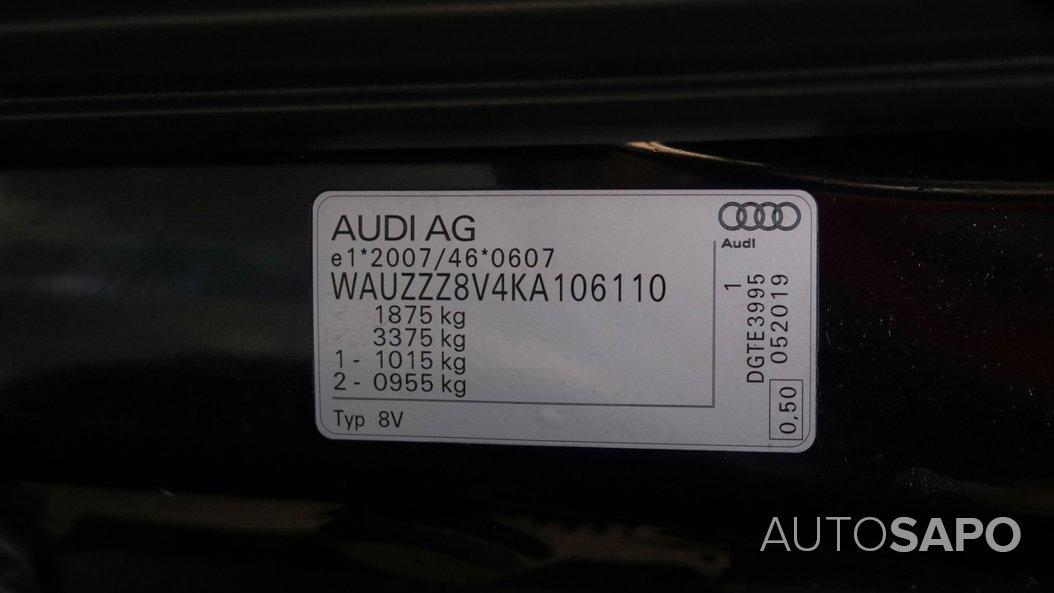 AUDI AG
e1*2007/46*0607
WAUZZZ8V4KA106110
1875 kg
3375 kg
1 - 1015 kg
2 - 0955 kg
Typ 8V
Audi
1
DGTE3995
052019
0,50
AUTOSAPO